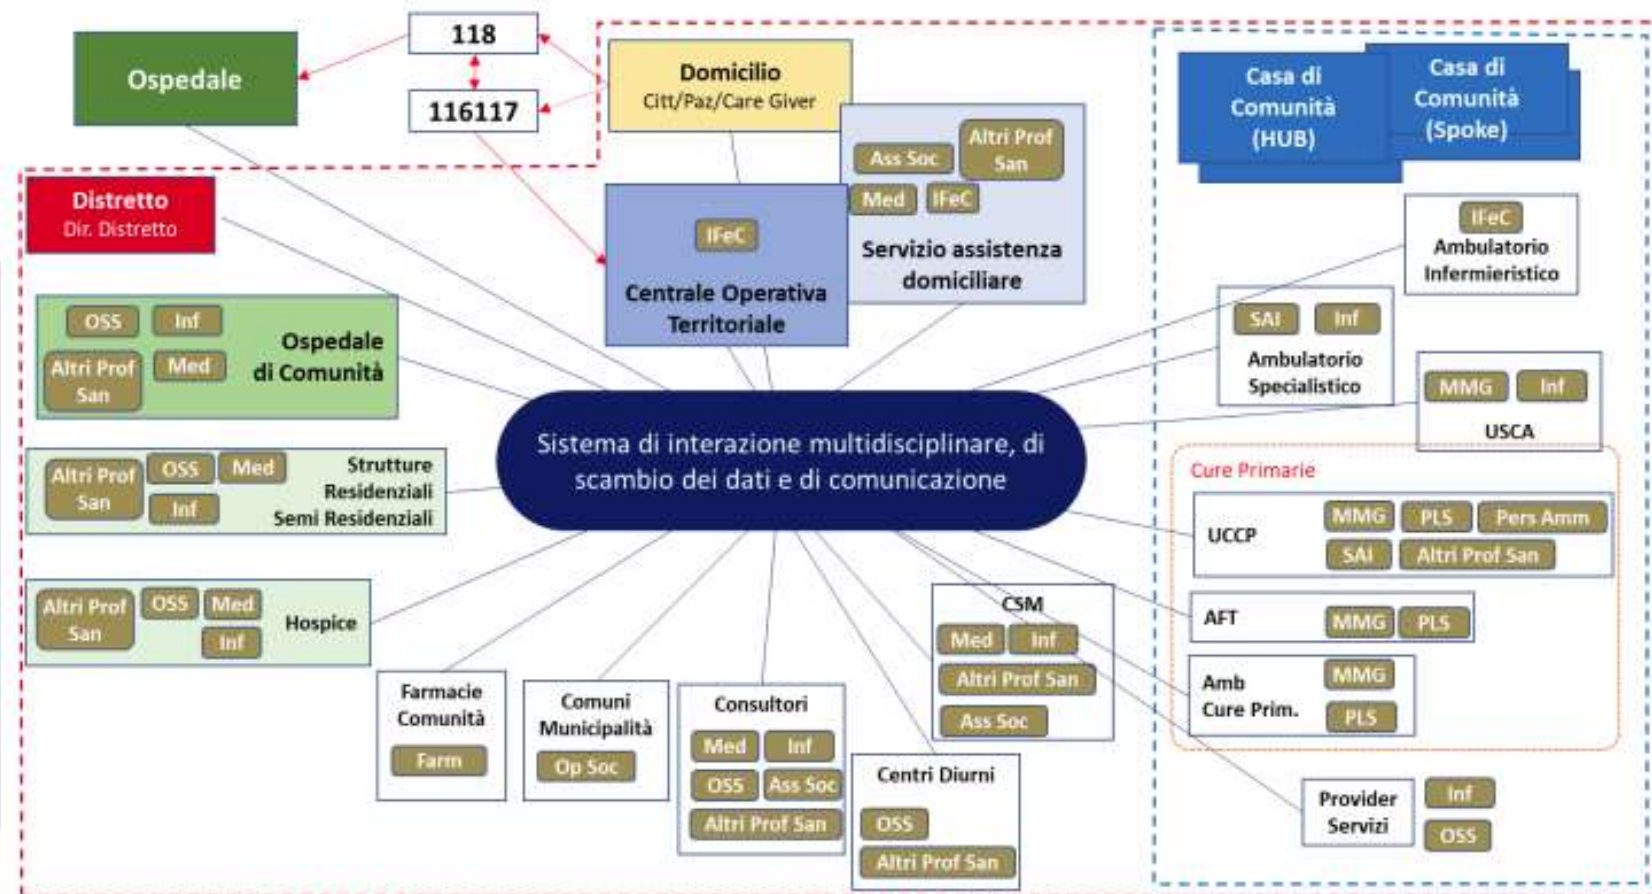 118
Ospedale
116117
Domicilio
Citt/Paz/Care Giver
Casa di
Comunità
(HUB)
Casa di
Comunità
(Spoke)
Distretto
Dir. Distretto
IFeC
Centrale Operativa
Territoriale
Ass Soc
Altri Prof
San
Med
IFeC
Servizio assistenza
domiciliare
IFeC
Ambulatorio
Infermieristico
SAI
Inf
Ambulatorio
Specialistico
MMG
Inf
USCA
OSS
Inf
Altri Prof
San
Med
Ospedale
di Comunità
Sistema di interazione multidisciplinare, di
scambio dei dati e di comunicazione
Altri Prof
San
OSS
Med
Inf
Strutture
Residenziali
Semi Residenziali
Altri Prof
San
OSS
Med
Inf
Hospice
Cure Primarie
UCCP
MMG
PLS
Pers Amm
SAI
Altri Prof San
AFT
MMG
PLS
Amb
Cure Prim.
MMG
PLS
Farmacie
Comunità
Farm
Comuni
Municipalità
Op Soc
Consultori
Med
Inf
OSS
Ass Soc
Altri Prof San
CSM
Med
Inf
Altri Prof San
Ass Soc
Centri Diurni
OSS
Altri Prof San
Provider
Servizi
Inf
OSS